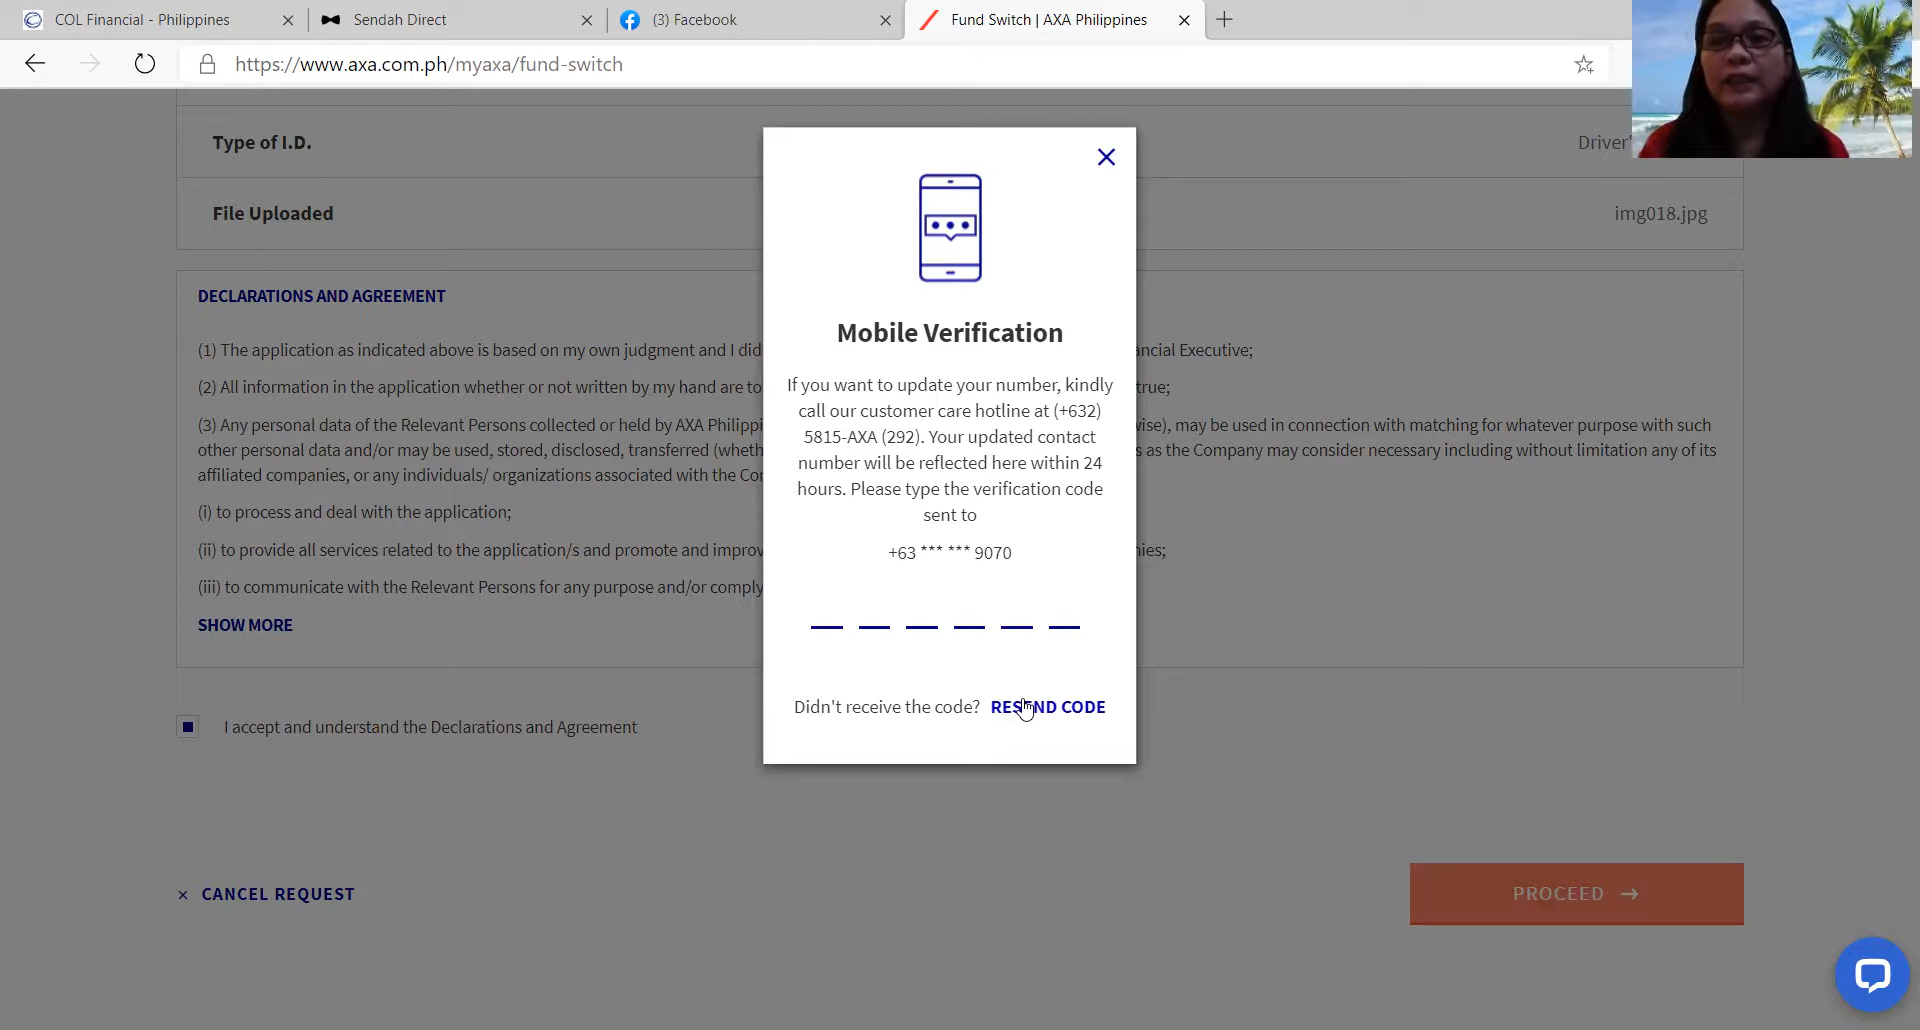 COL Financial - Philippines
Sendah Direct
(3) Facebook
Fund Switch | AXA Philippines
https://www.axa.com.ph/myaxa/fund-switch
Type of I.D.
Driver'
File Uploaded
img018.jpg
DECLARATIONS AND AGREEMENT
(1) The application as indicated above is based on my own judgment and I did
ancial Executive;
(2) All information in the application whether or not written by my hand are to
true;
(3) Any personal data of the Relevant Persons collected or held by AXA Philippi
wise), may be used in connection with matching for whatever purpose with such
other personal data and/or may be used, stored, disclosed, transferred (wheth
s as the Company may consider necessary including without limitation any of its
affiliated companies, or any individuals/ organizations associated with the Co
(i) to process and deal with the application;
(ii) to provide all services related to the application/s and promote and improv
nies;
(iii) to communicate with the Relevant Persons for any purpose and/or comply
SHOW MORE
I accept and understand the Declarations and Agreement
× CANCEL REQUEST
PROCEED →
Mobile Verification
If you want to update your number, kindly
call our customer care hotline at (+632)
5815-AXA (292). Your updated contact
number will be reflected here within 24
hours. Please type the verification code
sent to
+63 *** *** 9070
Didn't receive the code? RESEND CODE